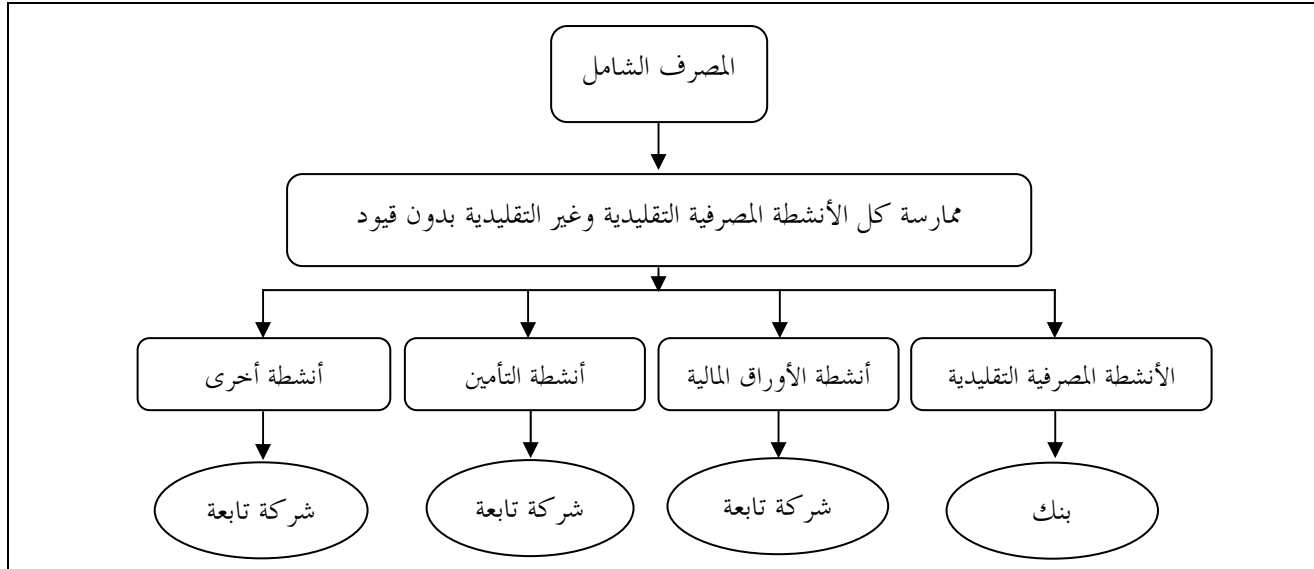 المصرف الشامل
ممارسة كل الأنشطة المصرفية التقليدية وغير التقليدية بدون قيود
الأنشطة المصرفية التقليدية
أنشطة الأوراق المالية
أنشطة التأمين
أنشطة أخرى
بنك
شركة تابعة
شركة تابعة
شركة تابعة